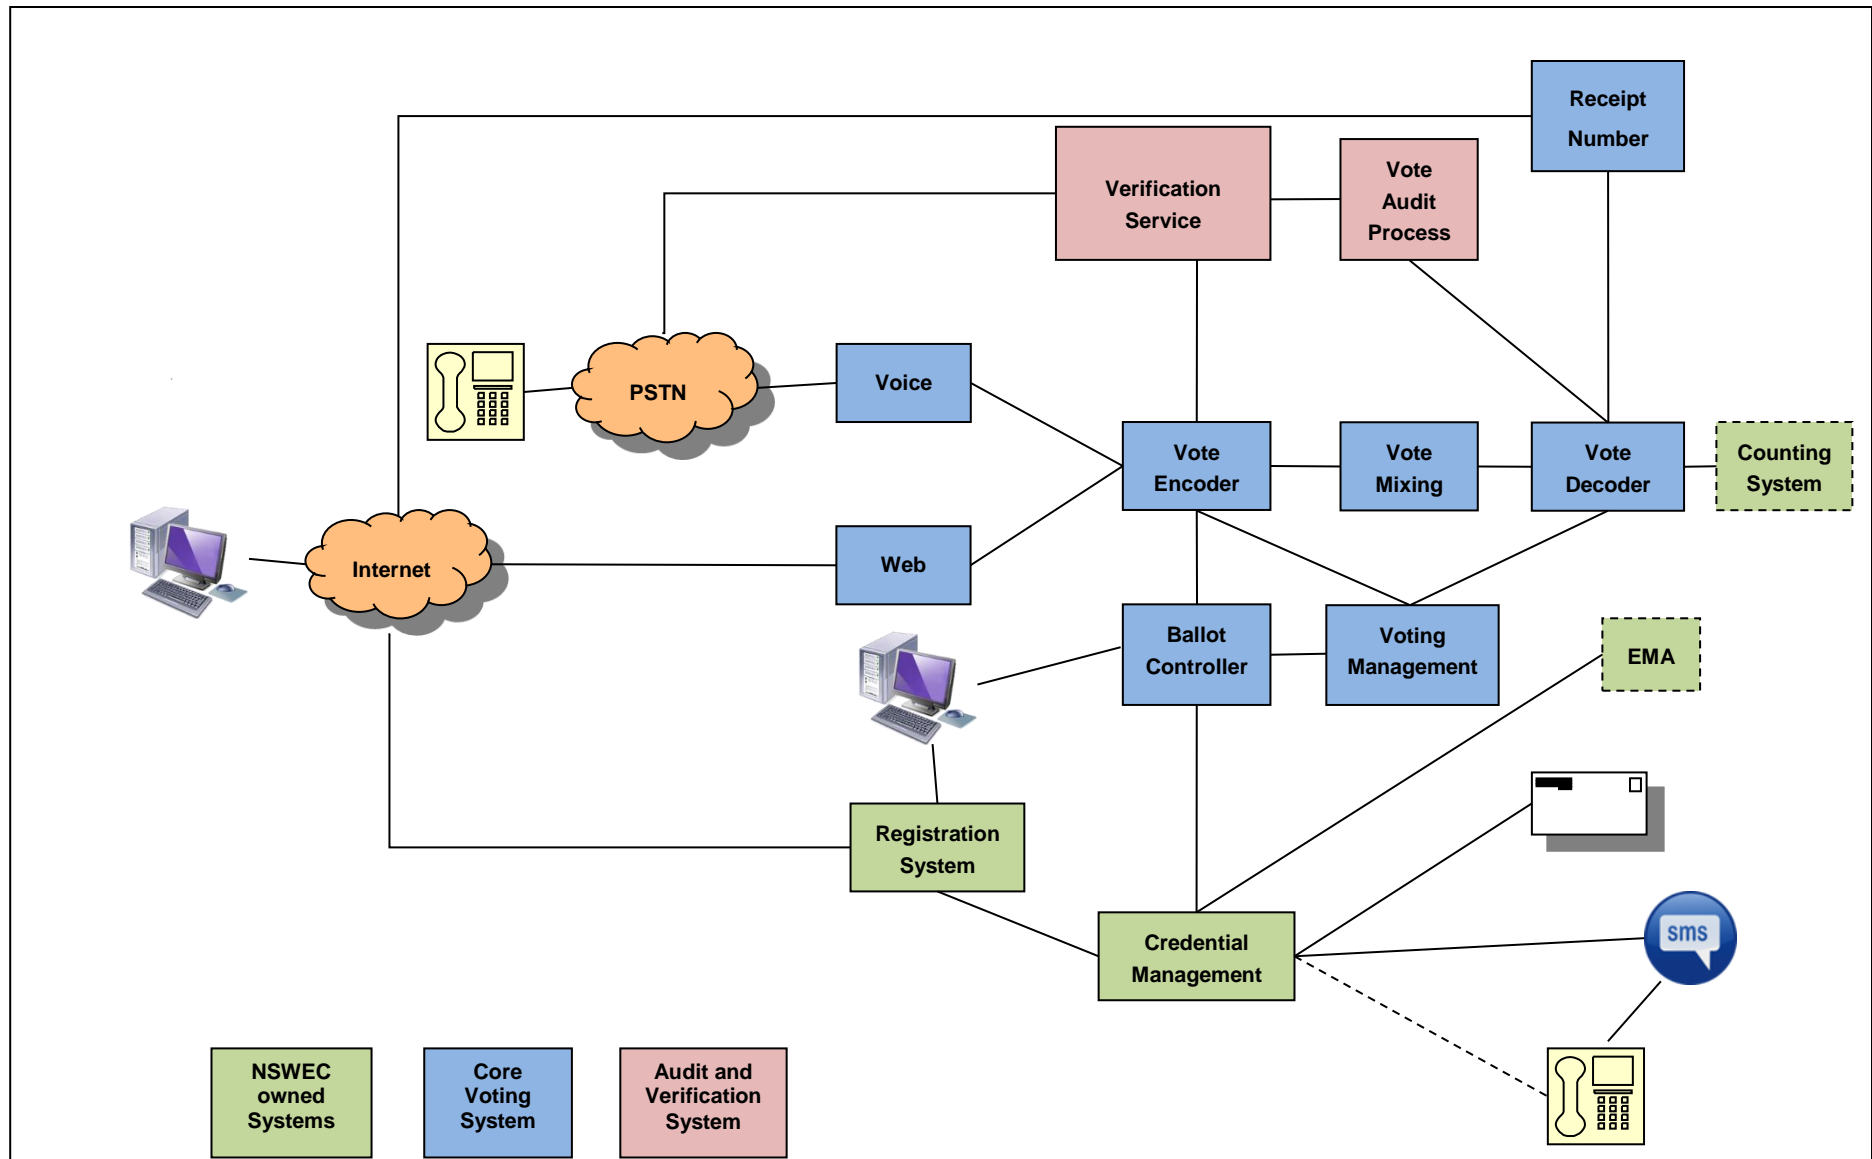 Receipt
Number
Verification
Service
Vote
Audit
Process
PSTN
Voice
Vote
Encoder
Vote
Mixing
Vote
Decoder
Counting
System
Internet
Web
Ballot
Controller
Voting
Management
EMA
Registration
System
Credential
Management
sms
NSWEC
owned
Systems
Core
Voting
System
Audit and
Verification
System